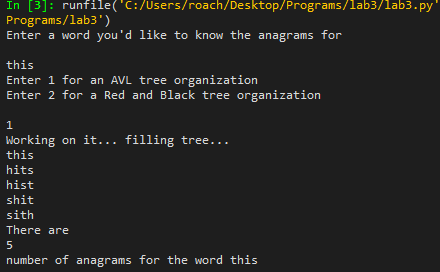 In [3]: runfile('C:/Users/roach/Desktop/Programs/lab3/lab3.py'
Programs/lab3')
Enter a word you'd like to know the anagrams for
this
Enter 1 for an AVL tree organization
Enter 2 for a Red and Black tree organization
1
Working on it... filling tree...
this
hits
hist
shit
sith
There are
5
number of anagrams for the word this